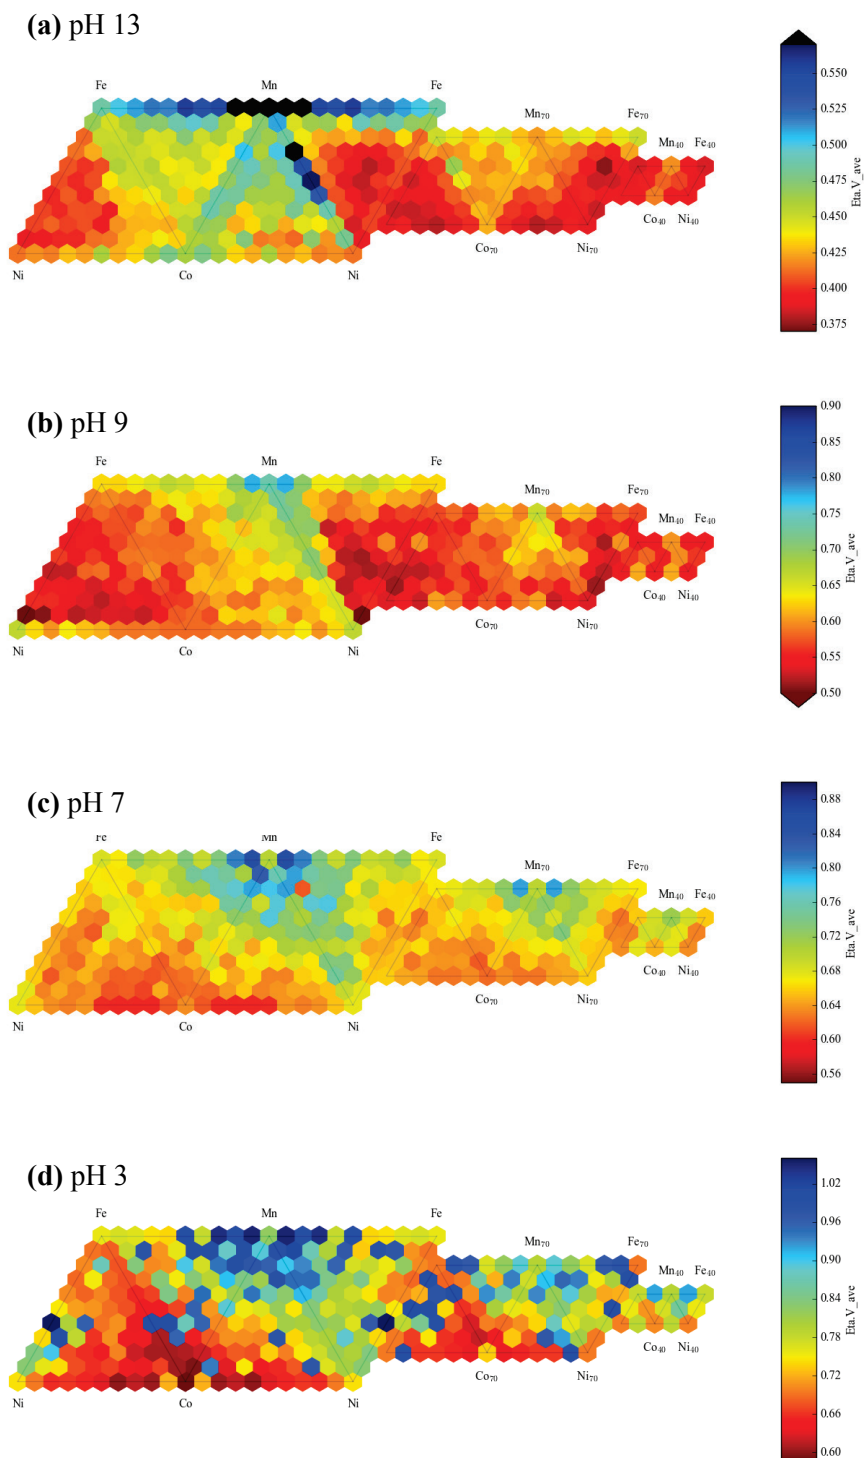 (a) pH 13
Fe Mn Fe
Mn70 Fe70
Mn40 Fe40
Co40 Ni40
Ni Co Ni
Co70 Ni70
0.550
0.525
0.500
0.475
0.450
0.425
0.400
0.375
Eta.V_ave
(b) pH 9
Fe Mn Fe
Mn70 Fe70
Mn40 Fe40
Co40 Ni40
Ni Co Ni
Co70 Ni70
0.90
0.85
0.80
0.75
0.70
0.65
0.60
0.55
0.50
Eta.V_ave
(c) pH 7
Fe Mn Fe
Mn70 Fe70
Mn40 Fe40
Co40 Ni40
Ni Co Ni
Co70 Ni70
0.88
0.84
0.80
0.76
0.72
0.68
0.64
0.60
0.56
Eta.V_ave
(d) pH 3
Fe Mn Fe
Mn70 Fe70
Mn40 Fe40
Co40 Ni40
Ni Co Ni
Co70 Ni70
1.02
0.96
0.90
0.84
0.78
0.72
0.66
0.60
Eta.V_ave